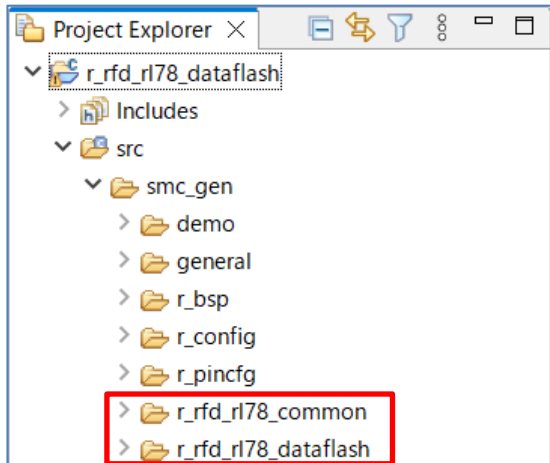 Project Explorer
r_rfd_rl78_dataflash
Includes
src
smc_gen
demo
general
r_bsp
r_config
r_pincfg
r_rfd_rl78_common
r_rfd_rl78_dataflash